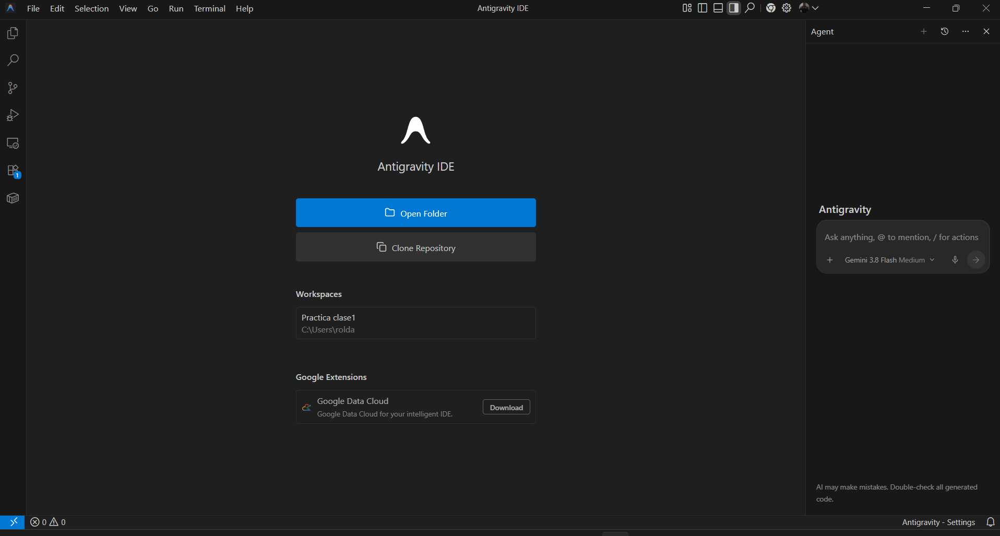 File Edit Selection View Go Run Terminal Help
Antigravity IDE
Agent
Antigravity IDE
Open Folder
Clone Repository
Workspaces
Practica clase1
C:\Users\rolda
Google Extensions
Google Data Cloud
Google Data Cloud for your intelligent IDE.
Download
1
Antigravity
Ask anything, @ to mention, / for actions
Gemini 3.8 Flash Medium
AI may make mistakes. Double-check all generated
code.
0 0
Antigravity - Settings